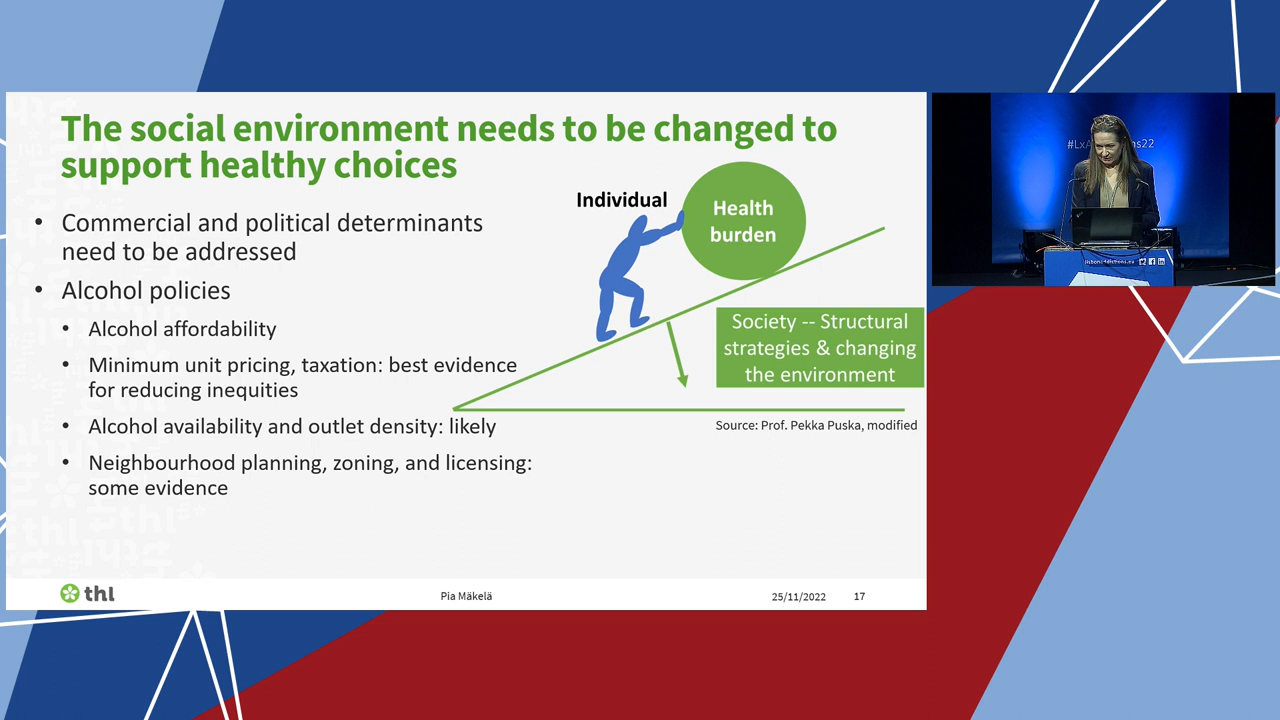 The social environment needs to be changed to
support healthy choices
• Commercial and political determinants
need to be addressed
• Alcohol policies
• Alcohol affordability
• Minimum unit pricing, taxation: best evidence
for reducing inequities
• Alcohol availability and outlet density: likely
• Neighbourhood planning, zoning, and licensing:
some evidence
Individual
Health
burden
Society -- Structural
strategies & changing
the environment
Source: Prof. Pekka Puska, modified
thl
Pia Mäkelä
25/11/2022
17